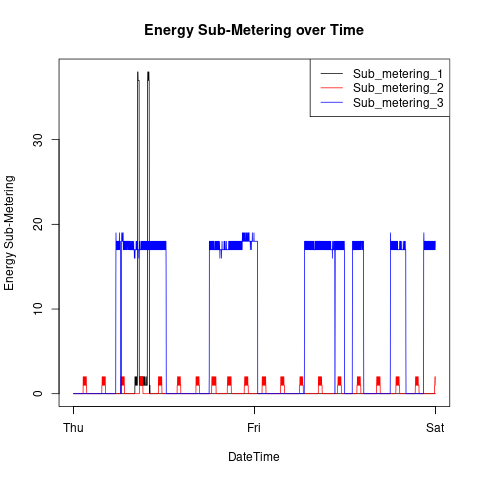 Energy Sub-Metering over Time
Sub_metering_1
Sub_metering_2
Sub_metering_3
Energy Sub-Metering
30
20
10
0
Thu Fri Sat
DateTime